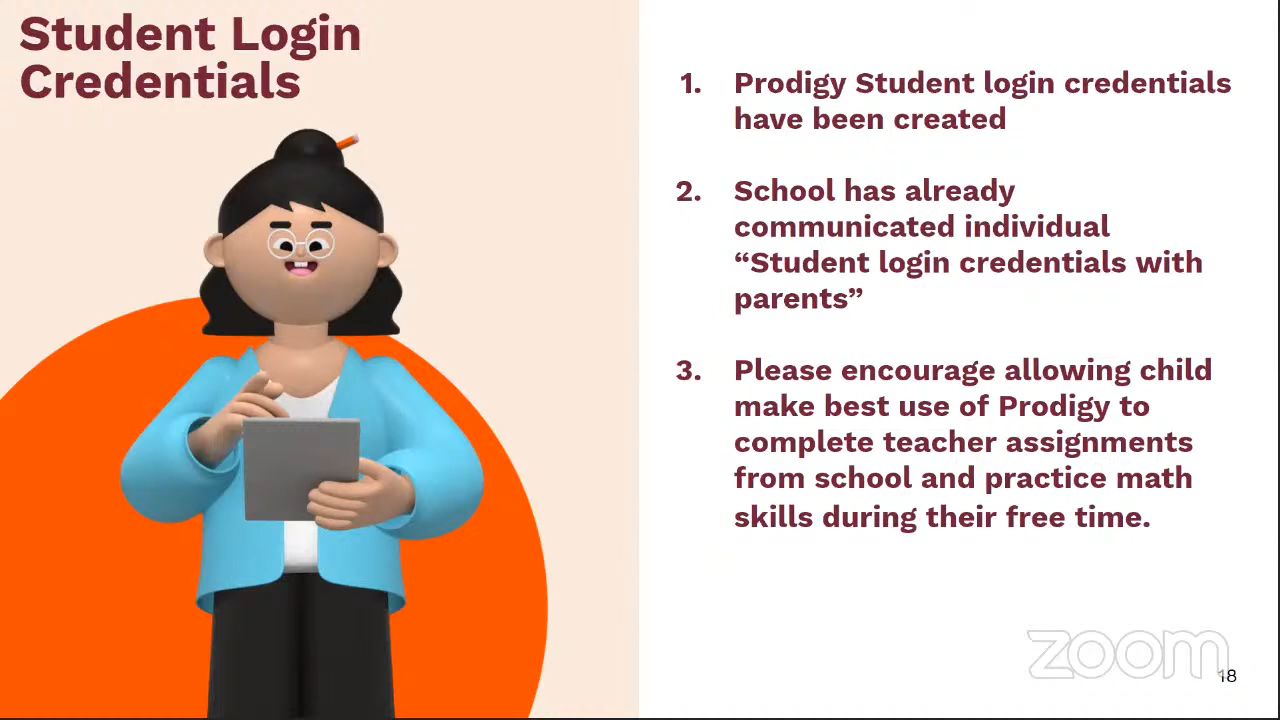 Student Login
Credentials
1. Prodigy Student login credentials
have been created
2. School has already
communicated individual
“Student login credentials with
parents”
3. Please encourage allowing child
make best use of Prodigy to
complete teacher assignments
from school and practice math
skills during their free time.
zoom
18